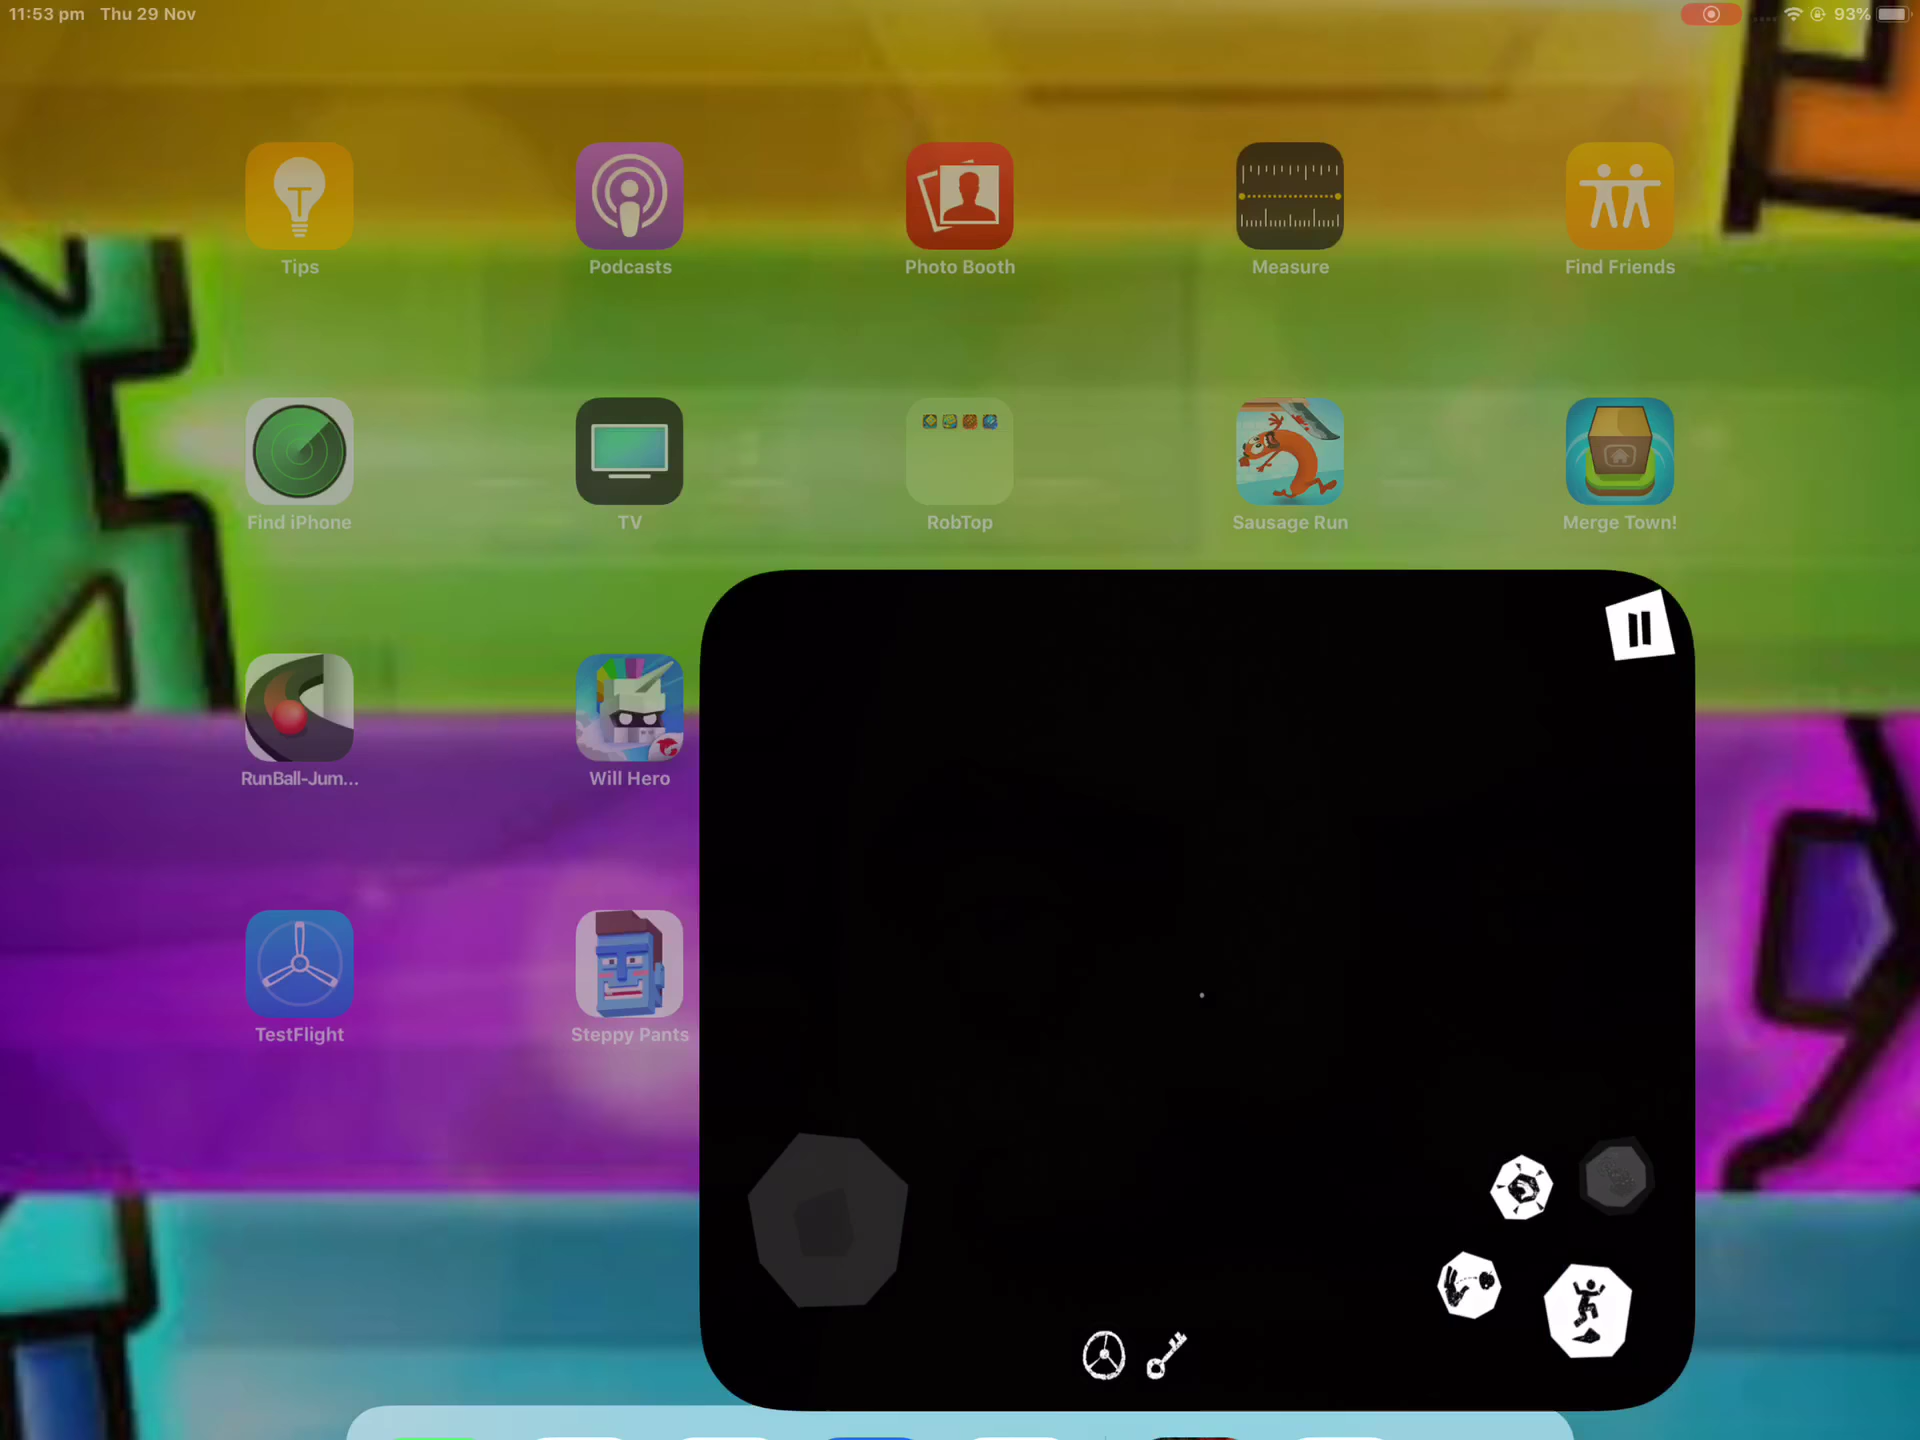 11:53 pm Thu 29 Nov
93%
Tips
Podcasts
Photo Booth
Measure
Find Friends
Find iPhone
TV
RobTop
Sausage Run
Merge Town!
RunBall-Jum...
Will Hero
TestFlight
Steppy Pants